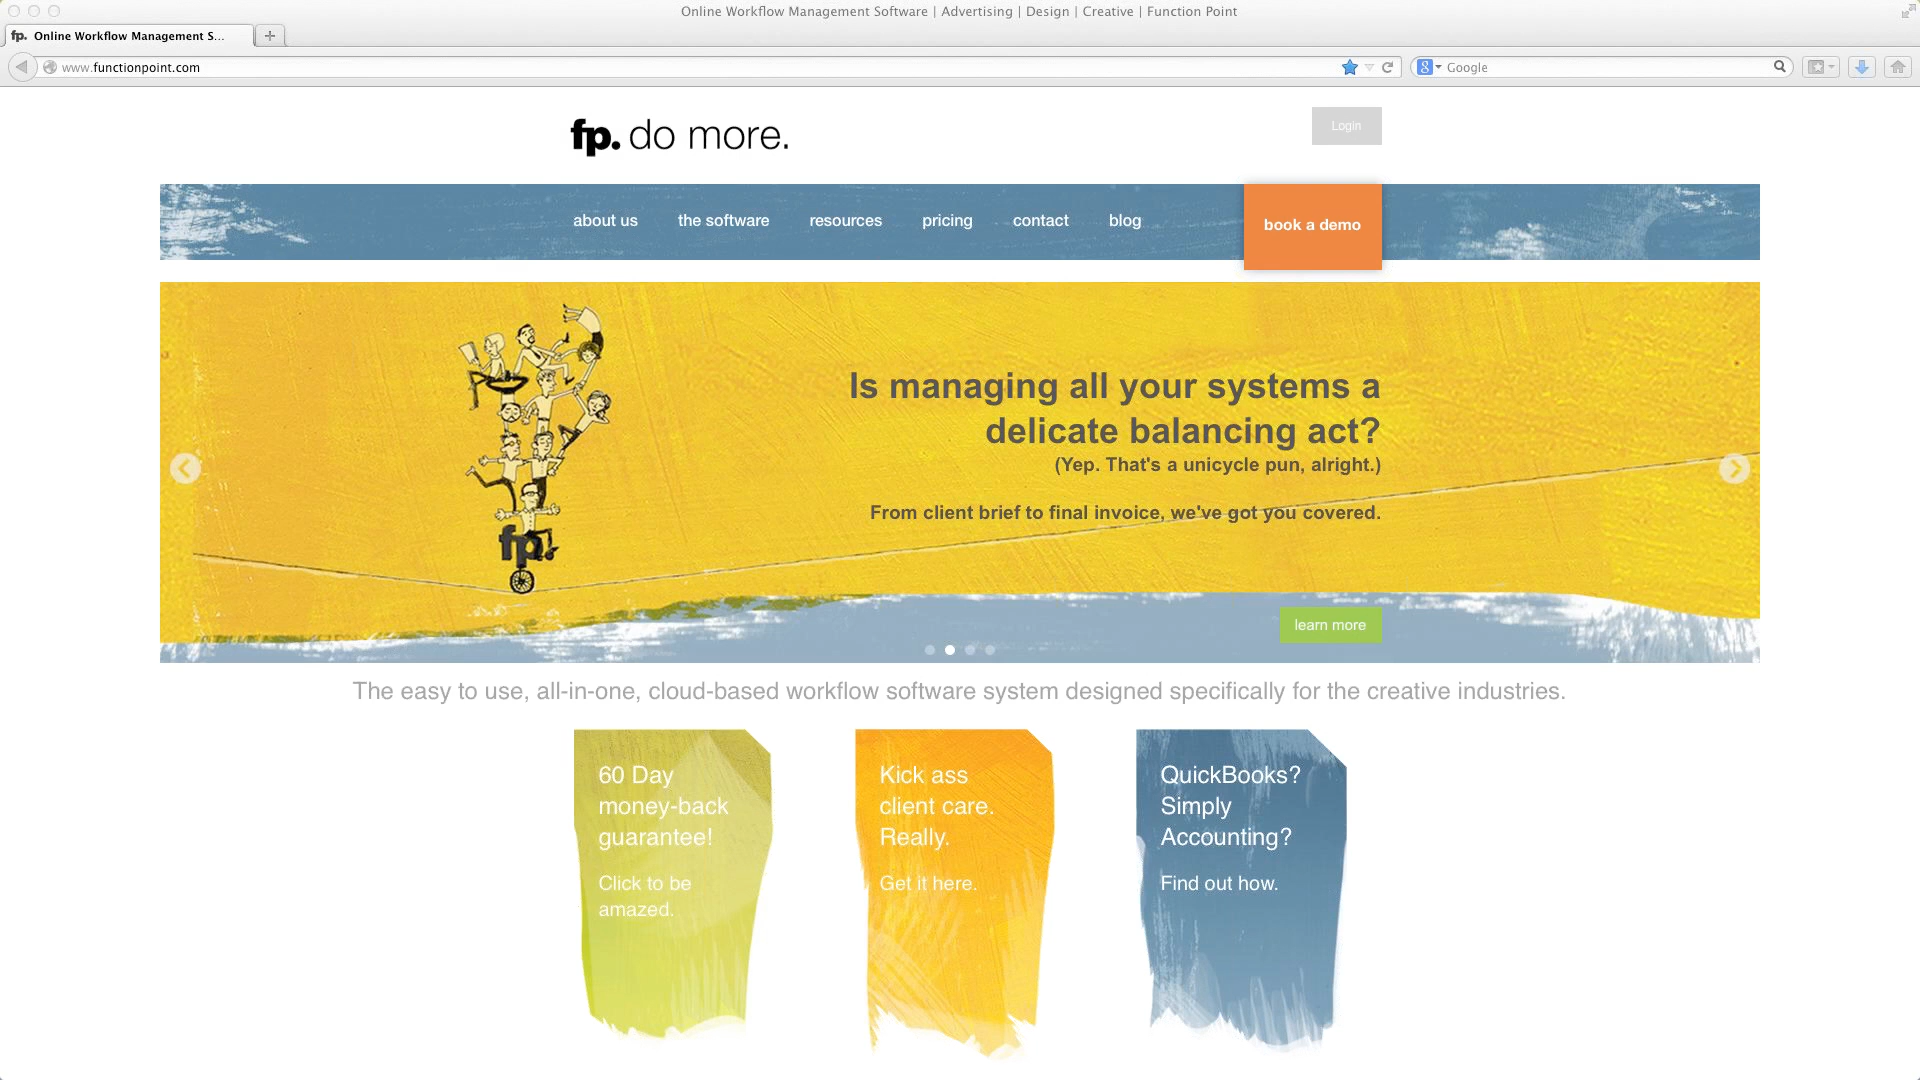 Online Workflow Management Software | Advertising | Design | Creative | Function Point
fp. Online Workflow Management S...
www.functionpoint.com
Google
fp. do more.
Login
about us the software resources pricing contact blog
book a demo
Is managing all your systems a
delicate balancing act?
(Yep. That's a unicycle pun, alright.)
From client brief to final invoice, we've got you covered.
fp.
learn more
The easy to use, all-in-one, cloud-based workflow software system designed specifically for the creative industries.
60 Day
money-back
guarantee!
Click to be
amazed.
Kick ass
client care.
Really.
Get it here.
QuickBooks?
Simply
Accounting?
Find out how.